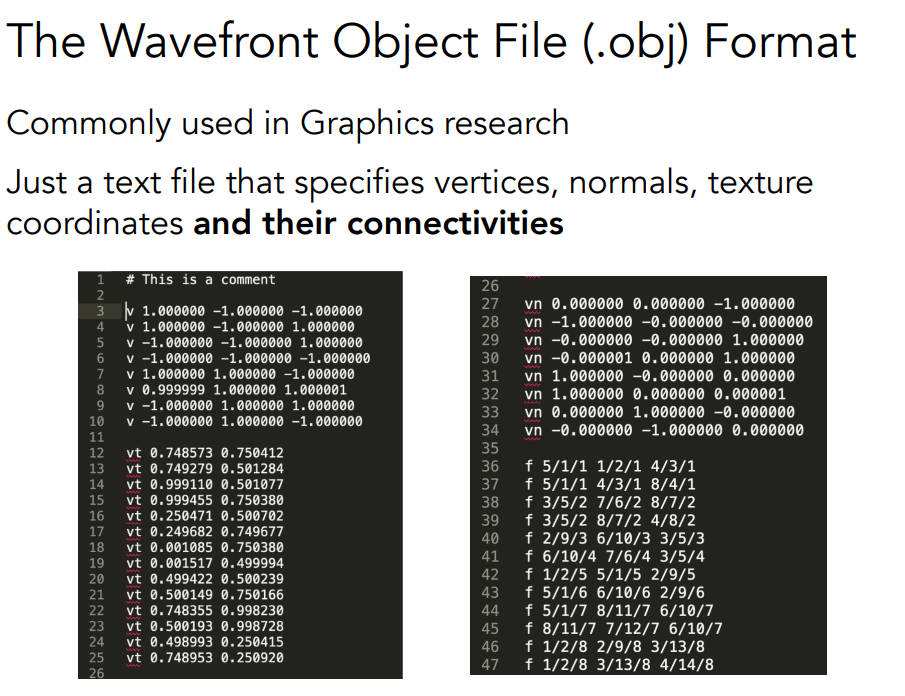 The Wavefront Object File (.obj) Format
Commonly used in Graphics research
Just a text file that specifies vertices, normals, texture
coordinates and their connectivities
1 # This is a comment
2
3 v 1.000000 -1.000000 -1.000000
4 v 1.000000 -1.000000 1.000000
5 v -1.000000 -1.000000 1.000000
6 v -1.000000 -1.000000 -1.000000
7 v 1.000000 1.000000 -1.000000
8 v 0.999999 1.000000 1.000001
9 v -1.000000 1.000000 1.000000
10 v -1.000000 1.000000 -1.000000
11
12 vt 0.748573 0.750412
13 vt 0.749279 0.501284
14 vt 0.999110 0.501077
15 vt 0.999455 0.750380
16 vt 0.250471 0.500702
17 vt 0.249682 0.749677
18 vt 0.001085 0.750380
19 vt 0.001517 0.499994
20 vt 0.499422 0.500239
21 vt 0.500149 0.750166
22 vt 0.748355 0.998230
23 vt 0.500193 0.998728
24 vt 0.498993 0.250415
25 vt 0.748953 0.250920
26
26
27 vn 0.000000 0.000000 -1.000000
28 vn -1.000000 -0.000000 -0.000000
29 vn -0.000000 -0.000000 1.000000
30 vn -0.000001 0.000000 1.000000
31 vn 1.000000 -0.000000 0.000000
32 vn 1.000000 0.000000 0.000001
33 vn 0.000000 1.000000 -0.000000
34 vn -0.000000 -1.000000 0.000000
35
36 f 5/1/1 1/2/1 4/3/1
37 f 5/1/1 4/3/1 8/4/1
38 f 3/5/2 7/6/2 8/7/2
39 f 3/5/2 8/7/2 4/8/2
40 f 2/9/3 6/10/3 3/5/3
41 f 6/10/4 7/6/4 3/5/4
42 f 1/2/5 5/1/5 2/9/5
43 f 5/1/6 6/10/6 2/9/6
44 f 5/1/7 8/11/7 6/10/7
45 f 8/11/7 7/12/7 6/10/7
46 f 1/2/8 2/9/8 3/13/8
47 f 1/2/8 3/13/8 4/14/8